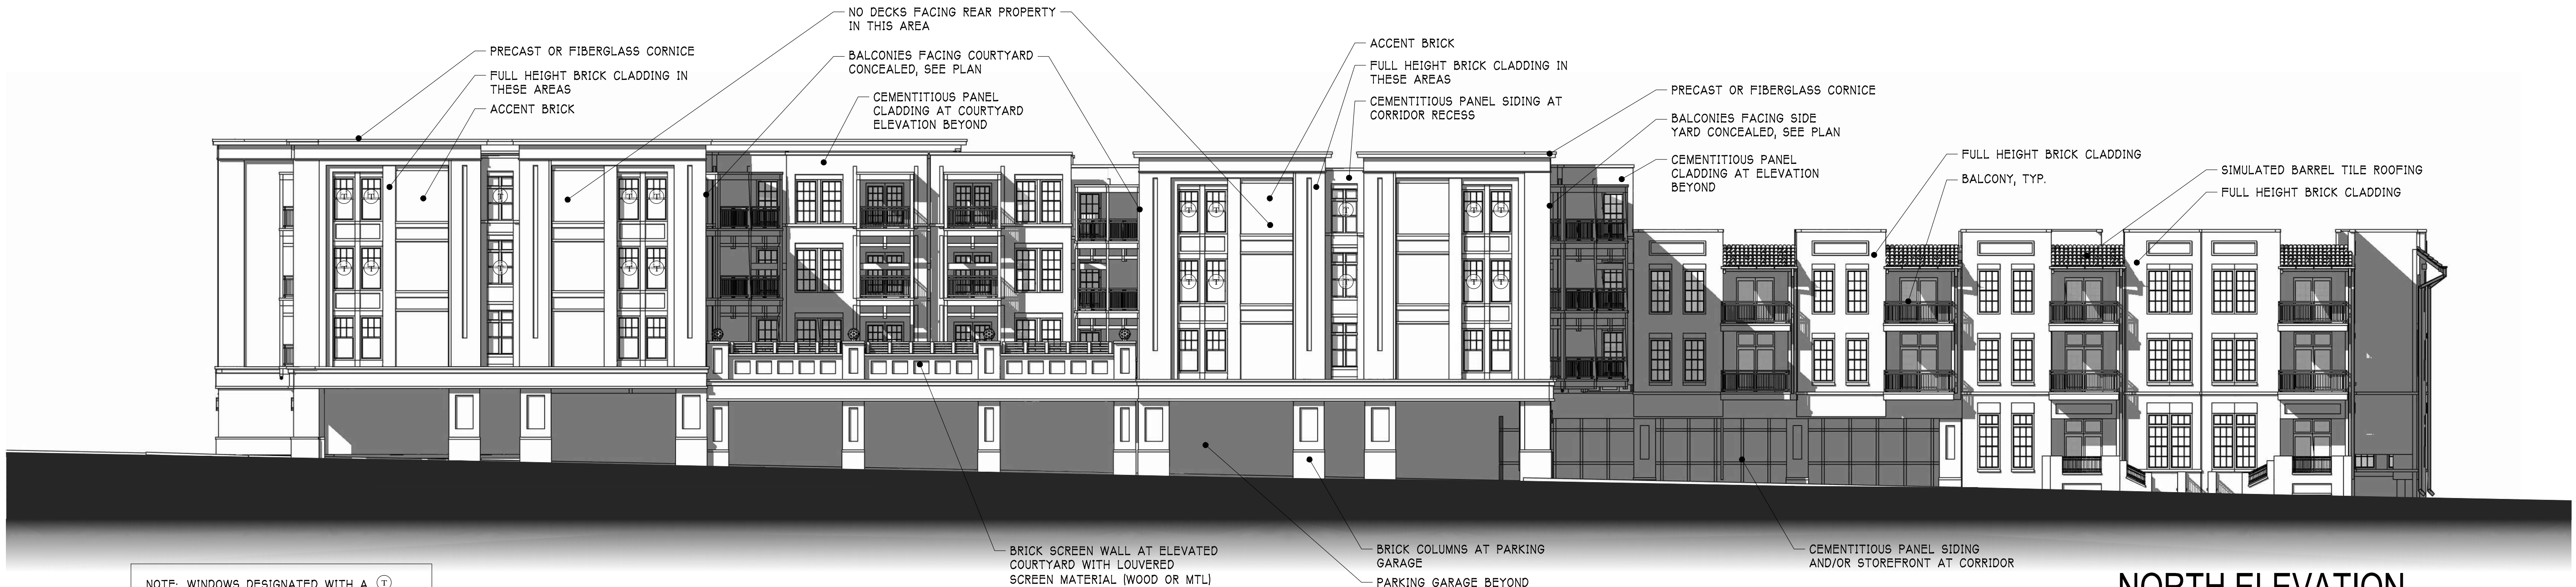 NO DECKS FACING REAR PROPERTY
IN THIS AREA
PRECAST OR FIBERGLASS CORNICE
FULL HEIGHT BRICK CLADDING IN
THESE AREAS
ACCENT BRICK
BALCONIES FACING COURTYARD
CONCEALED, SEE PLAN
CEMENTITIOUS PANEL
CLADDING AT COURTYARD
ELEVATION BEYOND
ACCENT BRICK
FULL HEIGHT BRICK CLADDING IN
THESE AREAS
CEMENTITIOUS PANEL SIDING AT
CORRIDOR RECESS
PRECAST OR FIBERGLASS CORNICE
BALCONIES FACING SIDE
YARD CONCEALED, SEE PLAN
CEMENTITIOUS PANEL
CLADDING AT ELEVATION
BEYOND
FULL HEIGHT BRICK CLADDING
BALCONY, TYP.
SIMULATED BARREL TILE ROOFING
FULL HEIGHT BRICK CLADDING
T T T T T T T T T
T T T T T T
T T T T T
BRICK SCREEN WALL AT ELEVATED
COURTYARD WITH LOUVERED
SCREEN MATERIAL (WOOD OR MTL)
BRICK COLUMNS AT PARKING
GARAGE
PARKING GARAGE BEYOND
CEMENTITIOUS PANEL SIDING
AND/OR STOREFRONT AT CORRIDOR
NOTE: WINDOWS DESIGNATED WITH A T
NORTH ELEVATION